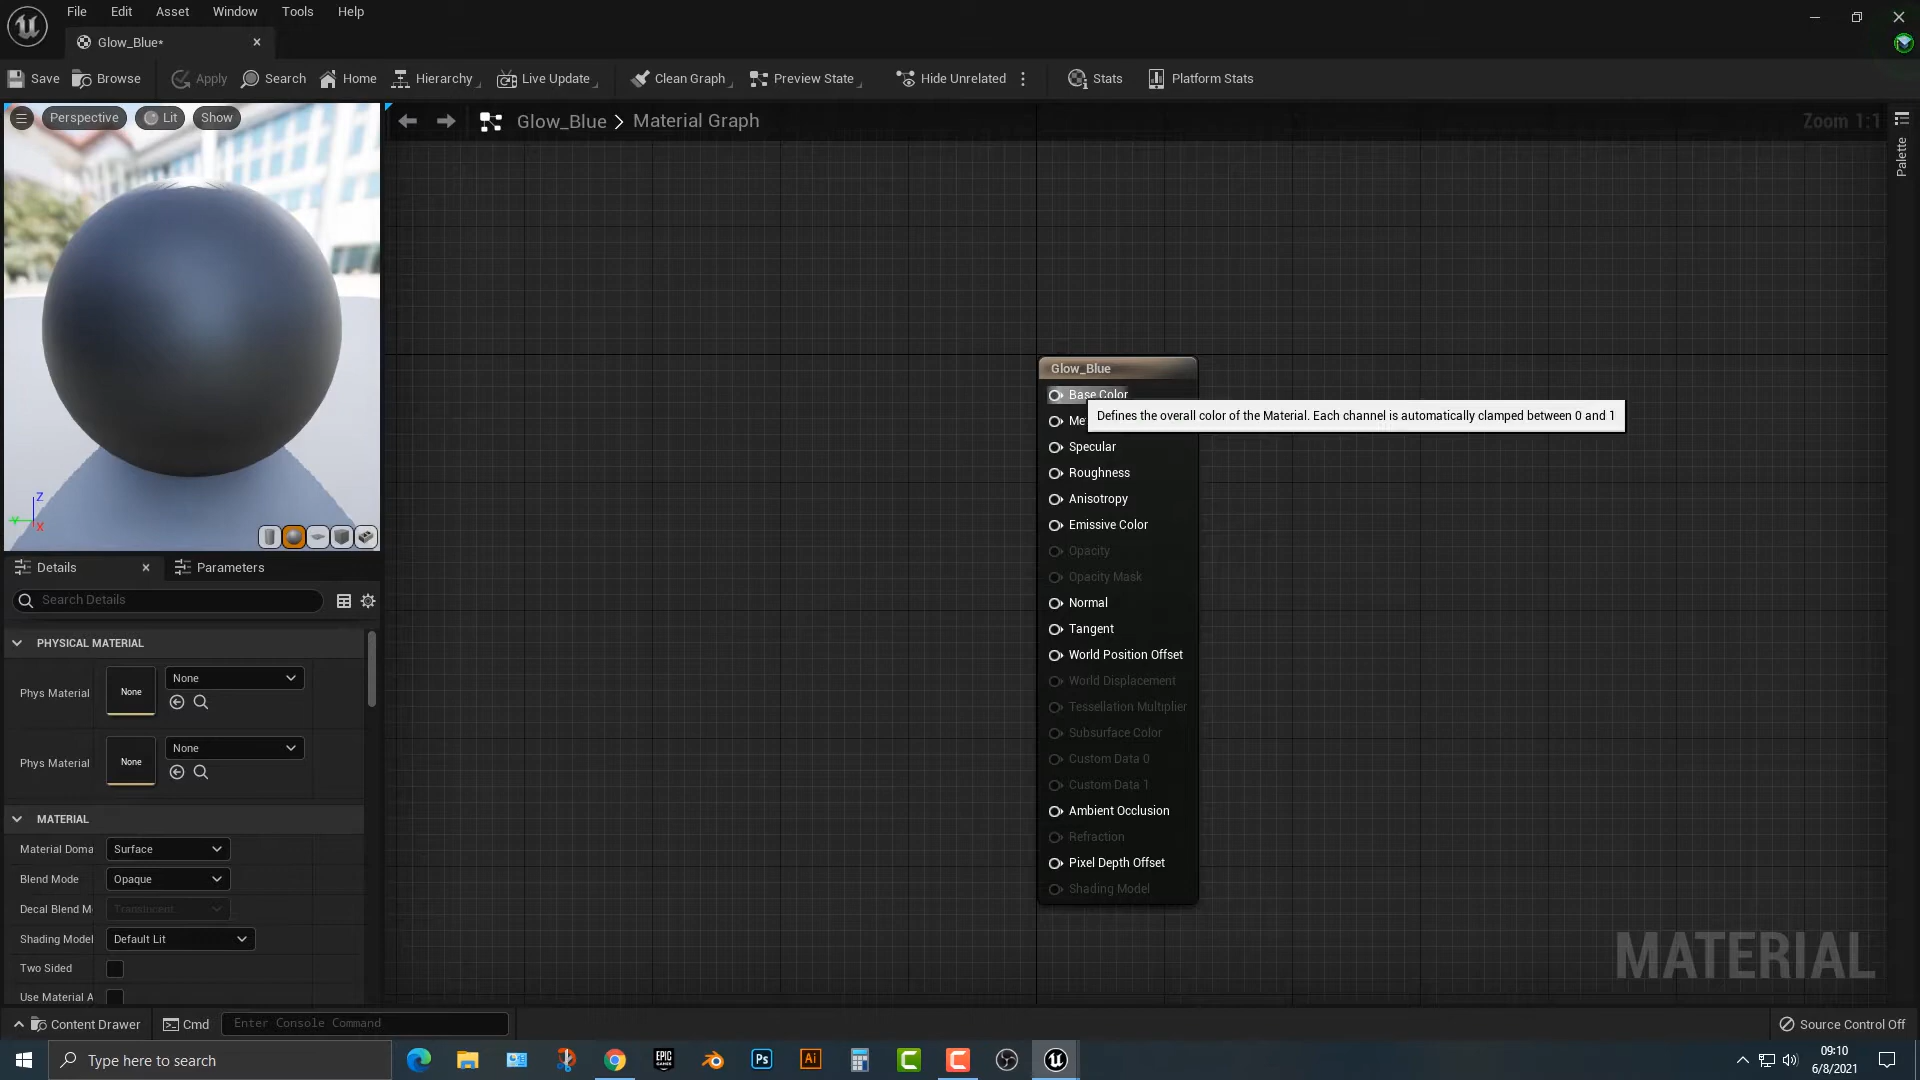 File Edit Asset Window Tools Help
Glow_Blue*
Save Browse Apply Search Home Hierarchy Live Update Clean Graph Preview State Hide Unrelated Stats Platform Stats
Perspective Lit Show
Glow_Blue > Material Graph
Zoom 1:1
Palette
Glow_Blue
Base Color
Defines the overall color of the Material. Each channel is automatically clamped between 0 and 1
Me
Specular
Roughness
Anisotropy
Emissive Color
Opacity
Opacity Mask
Normal
Tangent
World Position Offset
World Displacement
Tessellation Multiplier
Subsurface Color
Custom Data 0
Custom Data 1
Ambient Occlusion
Refraction
Pixel Depth Offset
Shading Model
MATERIAL
Z
Y
X
Details Parameters
Search Details
PHYSICAL MATERIAL
Phys Material None None
Phys Material None None
MATERIAL
Material Doma Surface
Blend Mode Opaque
Decal Blend M Translucent
Shading Model Default Lit
Two Sided
Use Material A
Content Drawer Cmd Enter Console Command Source Control Off
Type here to search
EPIC GAMES
Ps
Ai
09:10
6/8/2021